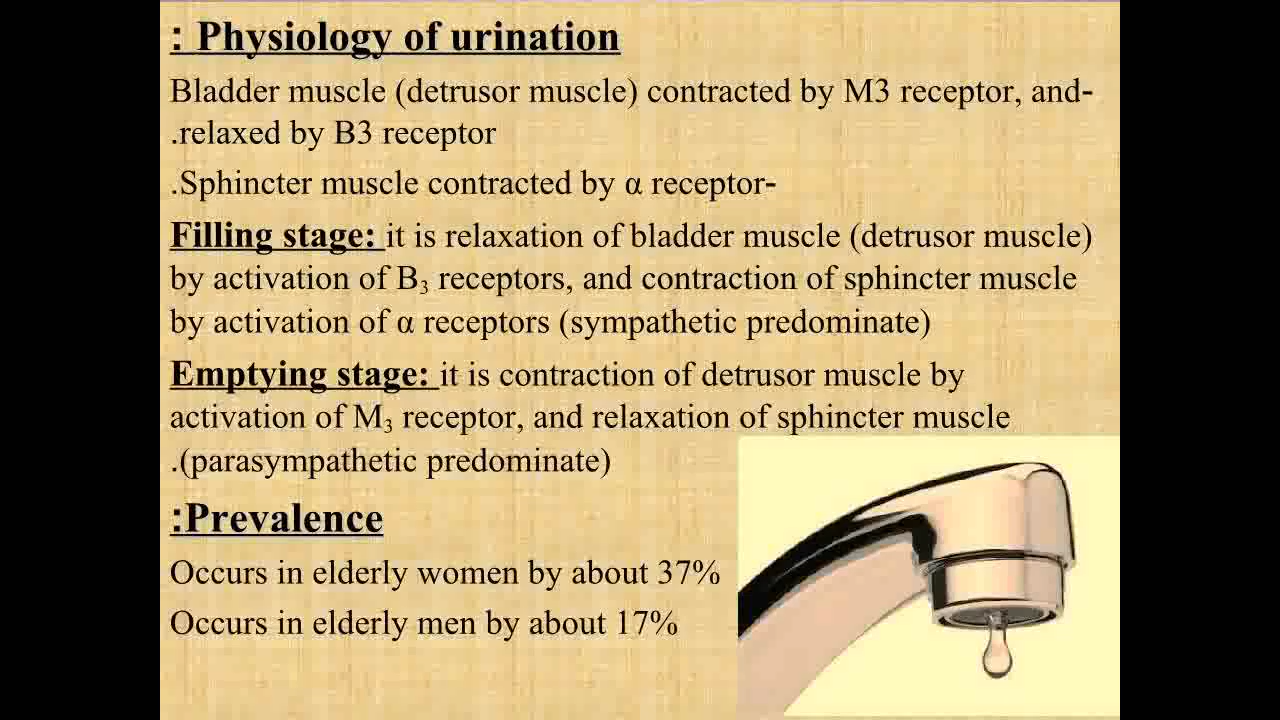 : Physiology of urination
Bladder muscle (detrusor muscle) contracted by M3 receptor, and-
.relaxed by B3 receptor
.Sphincter muscle contracted by α receptor-
Filling stage: it is relaxation of bladder muscle (detrusor muscle)
by activation of B₃ receptors, and contraction of sphincter muscle
by activation of α receptors (sympathetic predominate)
Emptying stage: it is contraction of detrusor muscle by
activation of M₃ receptor, and relaxation of sphincter muscle
.(parasympathetic predominate)
:Prevalence
Occurs in elderly women by about 37%
Occurs in elderly men by about 17%